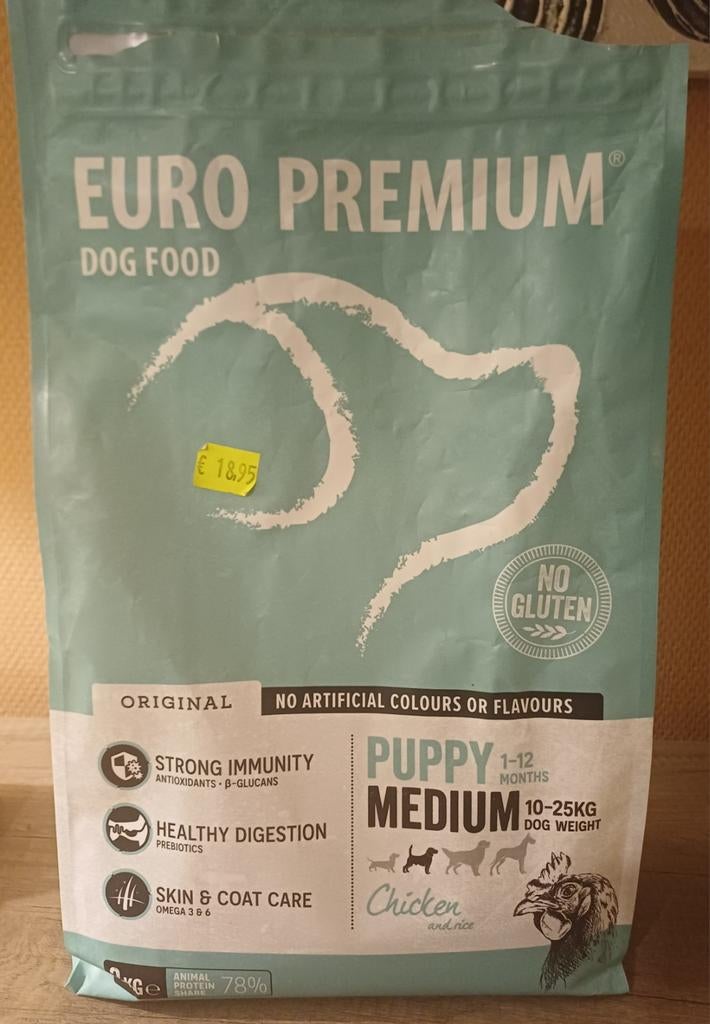 EURO PREMIUM®
DOG FOOD
€ 18,95
NO
GLUTEN
ORIGINAL
NO ARTIFICIAL COLOURS OR FLAVOURS
STRONG IMMUNITY
ANTIOXIDANTS • β-GLUCANS
HEALTHY DIGESTION
PREBIOTICS
SKIN & COAT CARE
OMEGA 3 & 6
PUPPY 1-12
MONTHS
MEDIUM 10-25KG
DOG WEIGHT
Chicken
and rice
KG e
ANIMAL
PROTEIN
SHARE
78%